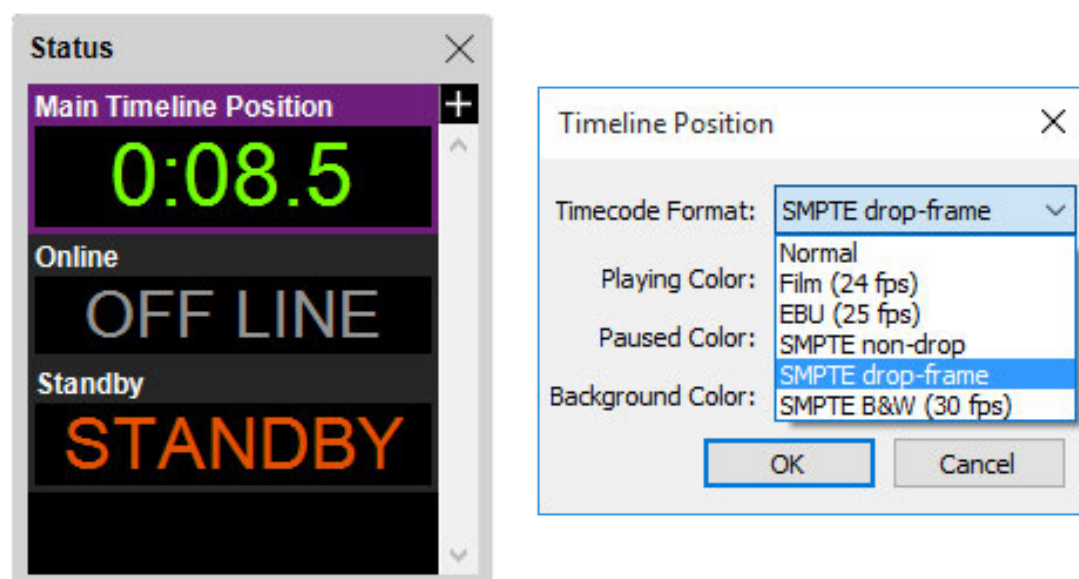 Status
Main Timeline Position
0:08.5
Online
OFF LINE
Standby
STANDBY
Timeline Position
Timecode Format: SMPTE drop-frame
Normal
Film (24 fps)
EBU (25 fps)
SMPTE non-drop
SMPTE drop-frame
SMPTE B&W (30 fps)
Playing Color:
Paused Color:
Background Color:
OK Cancel